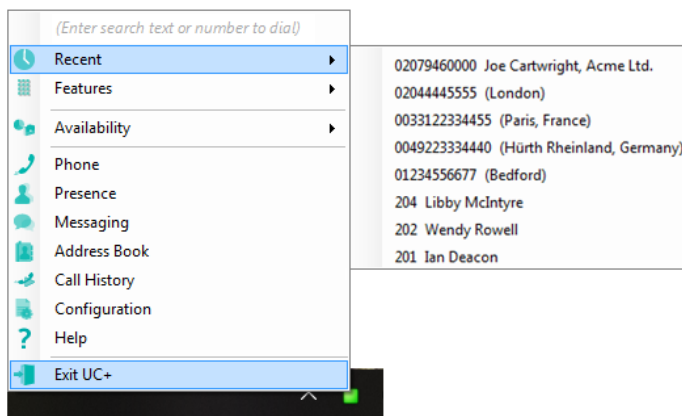 (Enter search text or number to dial)
Recent
Features
Availability
Phone
Presence
Messaging
Address Book
Call History
Configuration
Help
Exit UC+
02079460000 Joe Cartwright, Acme Ltd.
02044445555 (London)
0033122334455 (Paris, France)
0049223334440 (Hürth Rheinland, Germany)
01234556677 (Bedford)
204 Libby McIntyre
202 Wendy Rowell
201 Ian Deacon